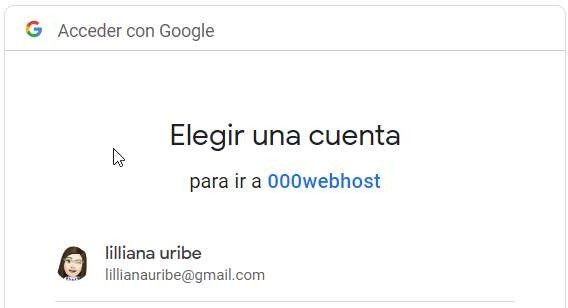 Acceder con Google
Elegir una cuenta
para ir a 000webhost
lilliana uribe
lillianauribe@gmail.com